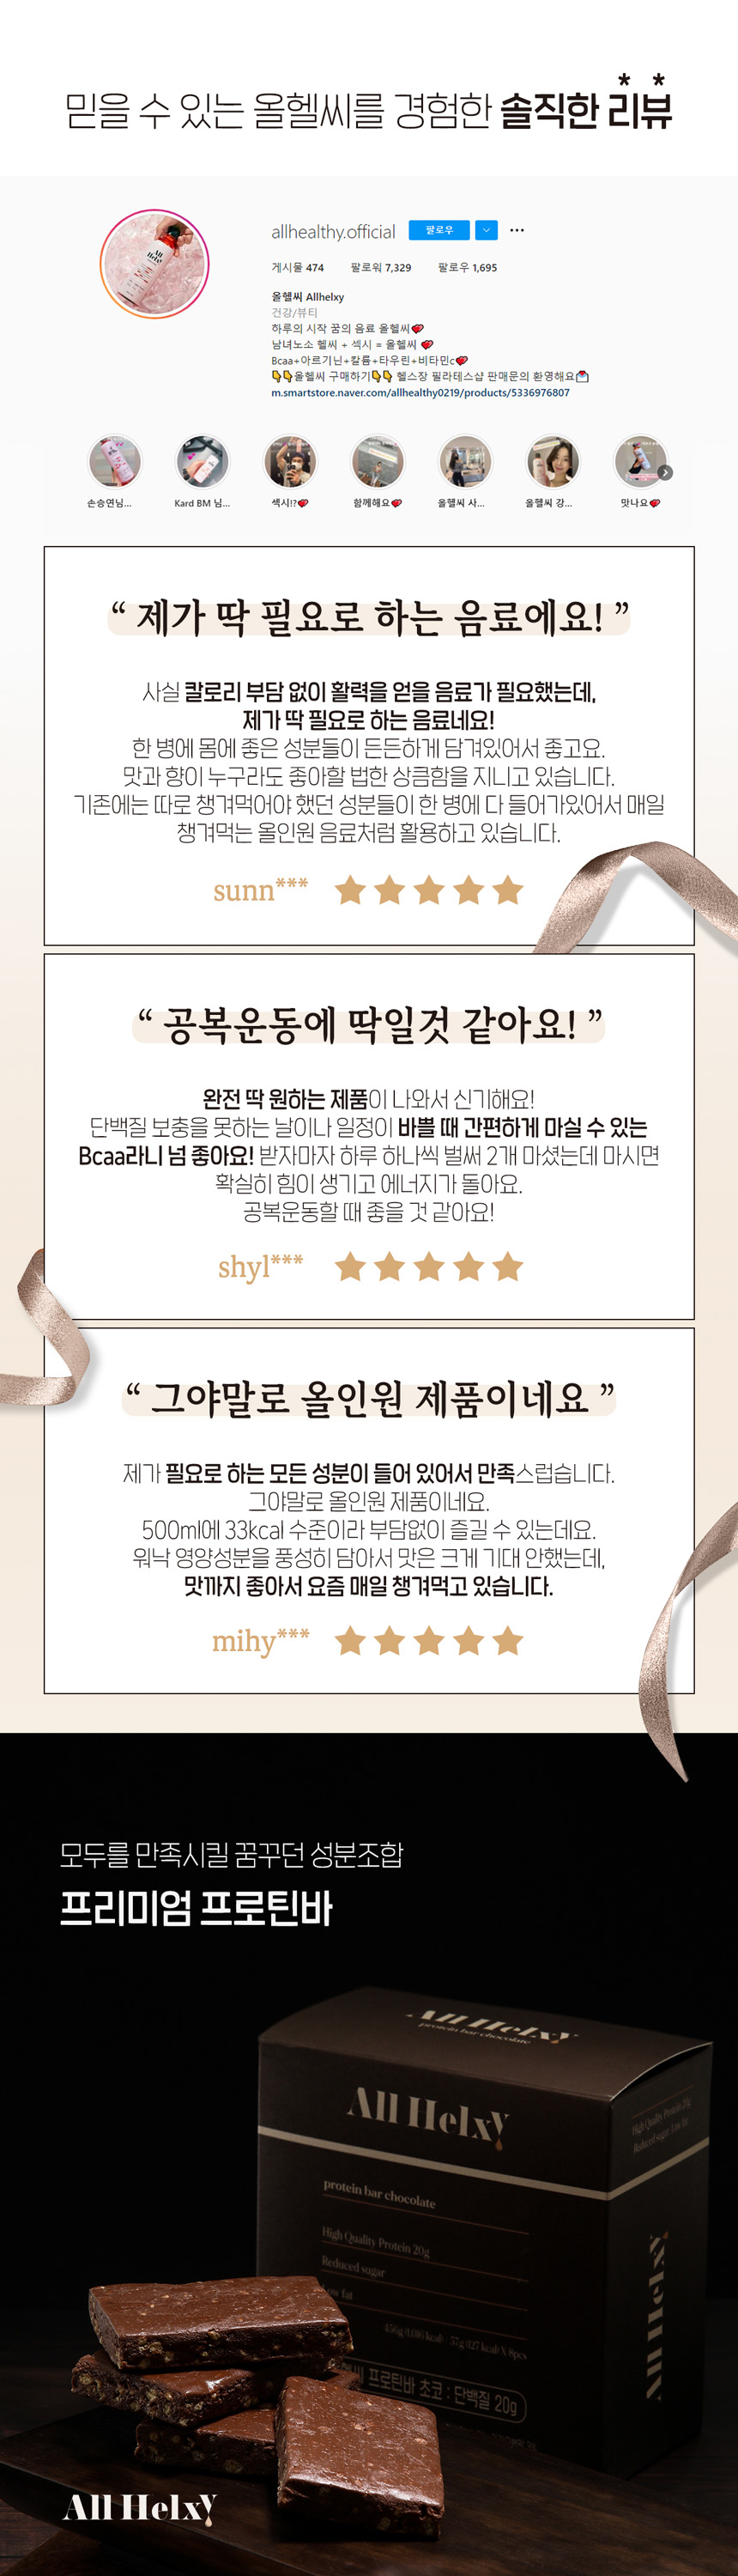 믿을 수 있는 올헬씨를 경험한 솔직한 리뷰
allhealthy.official 팔로우
게시물 474 팔로워 7,329 팔로우 1,695
올헬씨 Allhelxy
건강/뷰티
하루의 시작 꿈의 음료 올헬씨💘
남녀노소 헬씨 + 섹시 = 올헬씨 💘
Bcaa+아르기닌+칼륨+타우린+비타민c💘
👇👇올헬씨 구매하기👇👇 헬스장 필라테스샵 판매문의 환영해요💌
m.smartstore.naver.com/allhealthy0219/products/5336976807
손승연님... Kard BM 님... 섹시!?💘 함께해요💘 올헬씨 사... 올헬씨 강... 맛나요💘
“ 제가 딱 필요로 하는 음료에요! ”
사실 칼로리 부담 없이 활력을 얻을 음료가 필요했는데,
제가 딱 필요로 하는 음료네요!
한 병에 몸에 좋은 성분들이 든든하게 담겨있어서 좋고요.
맛과 향이 누구라도 좋아할 법한 상큼함을 지니고 있습니다.
기존에는 따로 챙겨먹어야 했던 성분들이 한 병에 다 들어가있어서 매일
챙겨먹는 올인원 음료처럼 활용하고 있습니다.
sunn*** ★★★★★
“ 공복운동에 딱일것 같아요! ”
완전 딱 원하는 제품이 나와서 신기해요!
단백질 보충을 못하는 날이나 일정이 바쁠 때 간편하게 마실 수 있는
Bcaa라니 넘 좋아요! 받자마자 하루 하나씩 벌써 2개 마셨는데 마시면
확실히 힘이 생기고 에너지가 돌아요.
공복운동할 때 좋을 것 같아요!
shyl*** ★★★★★
“ 그야말로 올인원 제품이네요 ”
제가 필요로 하는 모든 성분이 들어 있어서 만족스럽습니다.
그야말로 올인원 제품이네요.
500ml에 33kcal 수준이라 부담없이 즐길 수 있는데요.
워낙 영양성분을 풍성히 담아서 맛은 크게 기대 안했는데,
맛까지 좋아서 요즘 매일 챙겨먹고 있습니다.
mihy*** ★★★★★
모두를 만족시킬 꿈꾸던 성분조합
프리미엄 프로틴바
All Helxy
protein bar chocolate
All Helxy
protein bar chocolate
High Quality Protein 20g
Reduced sugar
Low fat
456g (1,016 kcal) 57g (127 kcal) X 8pcs
프로틴바 초코 : 단백질 20g
High Quality Protein 20g
Reduced sugar Low fat
All Helxy
All Helxy